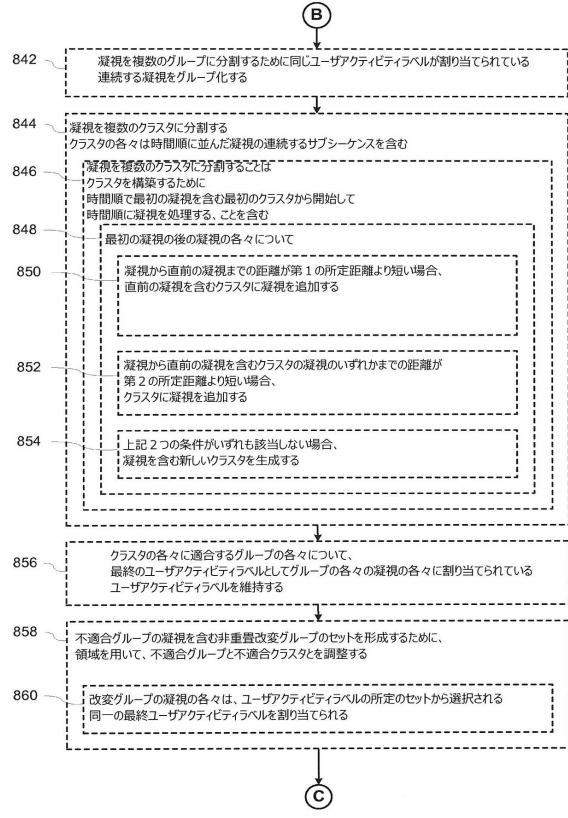 B
842
凝視を複数のグループに分割するために同じユーザアクティビティラベルが割り当てられている
連続する凝視をグループ化する
844
凝視を複数のクラスタに分割する
クラスタの各々は時間順に並んだ凝視の連続するサブシーケンスを含む
846
凝視を複数のクラスタに分割することは
クラスタを構築するために
時間順で最初の凝視を含む最初のクラスタから開始して
時間順に凝視を処理する、ことを含む
848
最初の凝視の後の凝視の各々について
850
凝視から直前の凝視までの距離が第1の所定距離より短い場合、
直前の凝視を含むクラスタに凝視を追加する
852
凝視から直前の凝視を含むクラスタの凝視のいずれかまでの距離が
第2の所定距離より短い場合、
クラスタに凝視を追加する
854
上記2つの条件がいずれも該当しない場合、
凝視を含む新しいクラスタを生成する
856
クラスタの各々に適合するグループの各々について、
最終のユーザアクティビティラベルとしてグループの各々の凝視の各々に割り当てられている
ユーザアクティビティラベルを維持する
858
不適合グループの凝視を含む非重畳改変グループのセットを形成するために、
領域を用いて、不適合グループと不適合クラスタとを調整する
860
改変グループの凝視の各々は、ユーザアクティビティラベルの所定のセットから選択される
同一の最終ユーザアクティビティラベルを割り当てられる
C